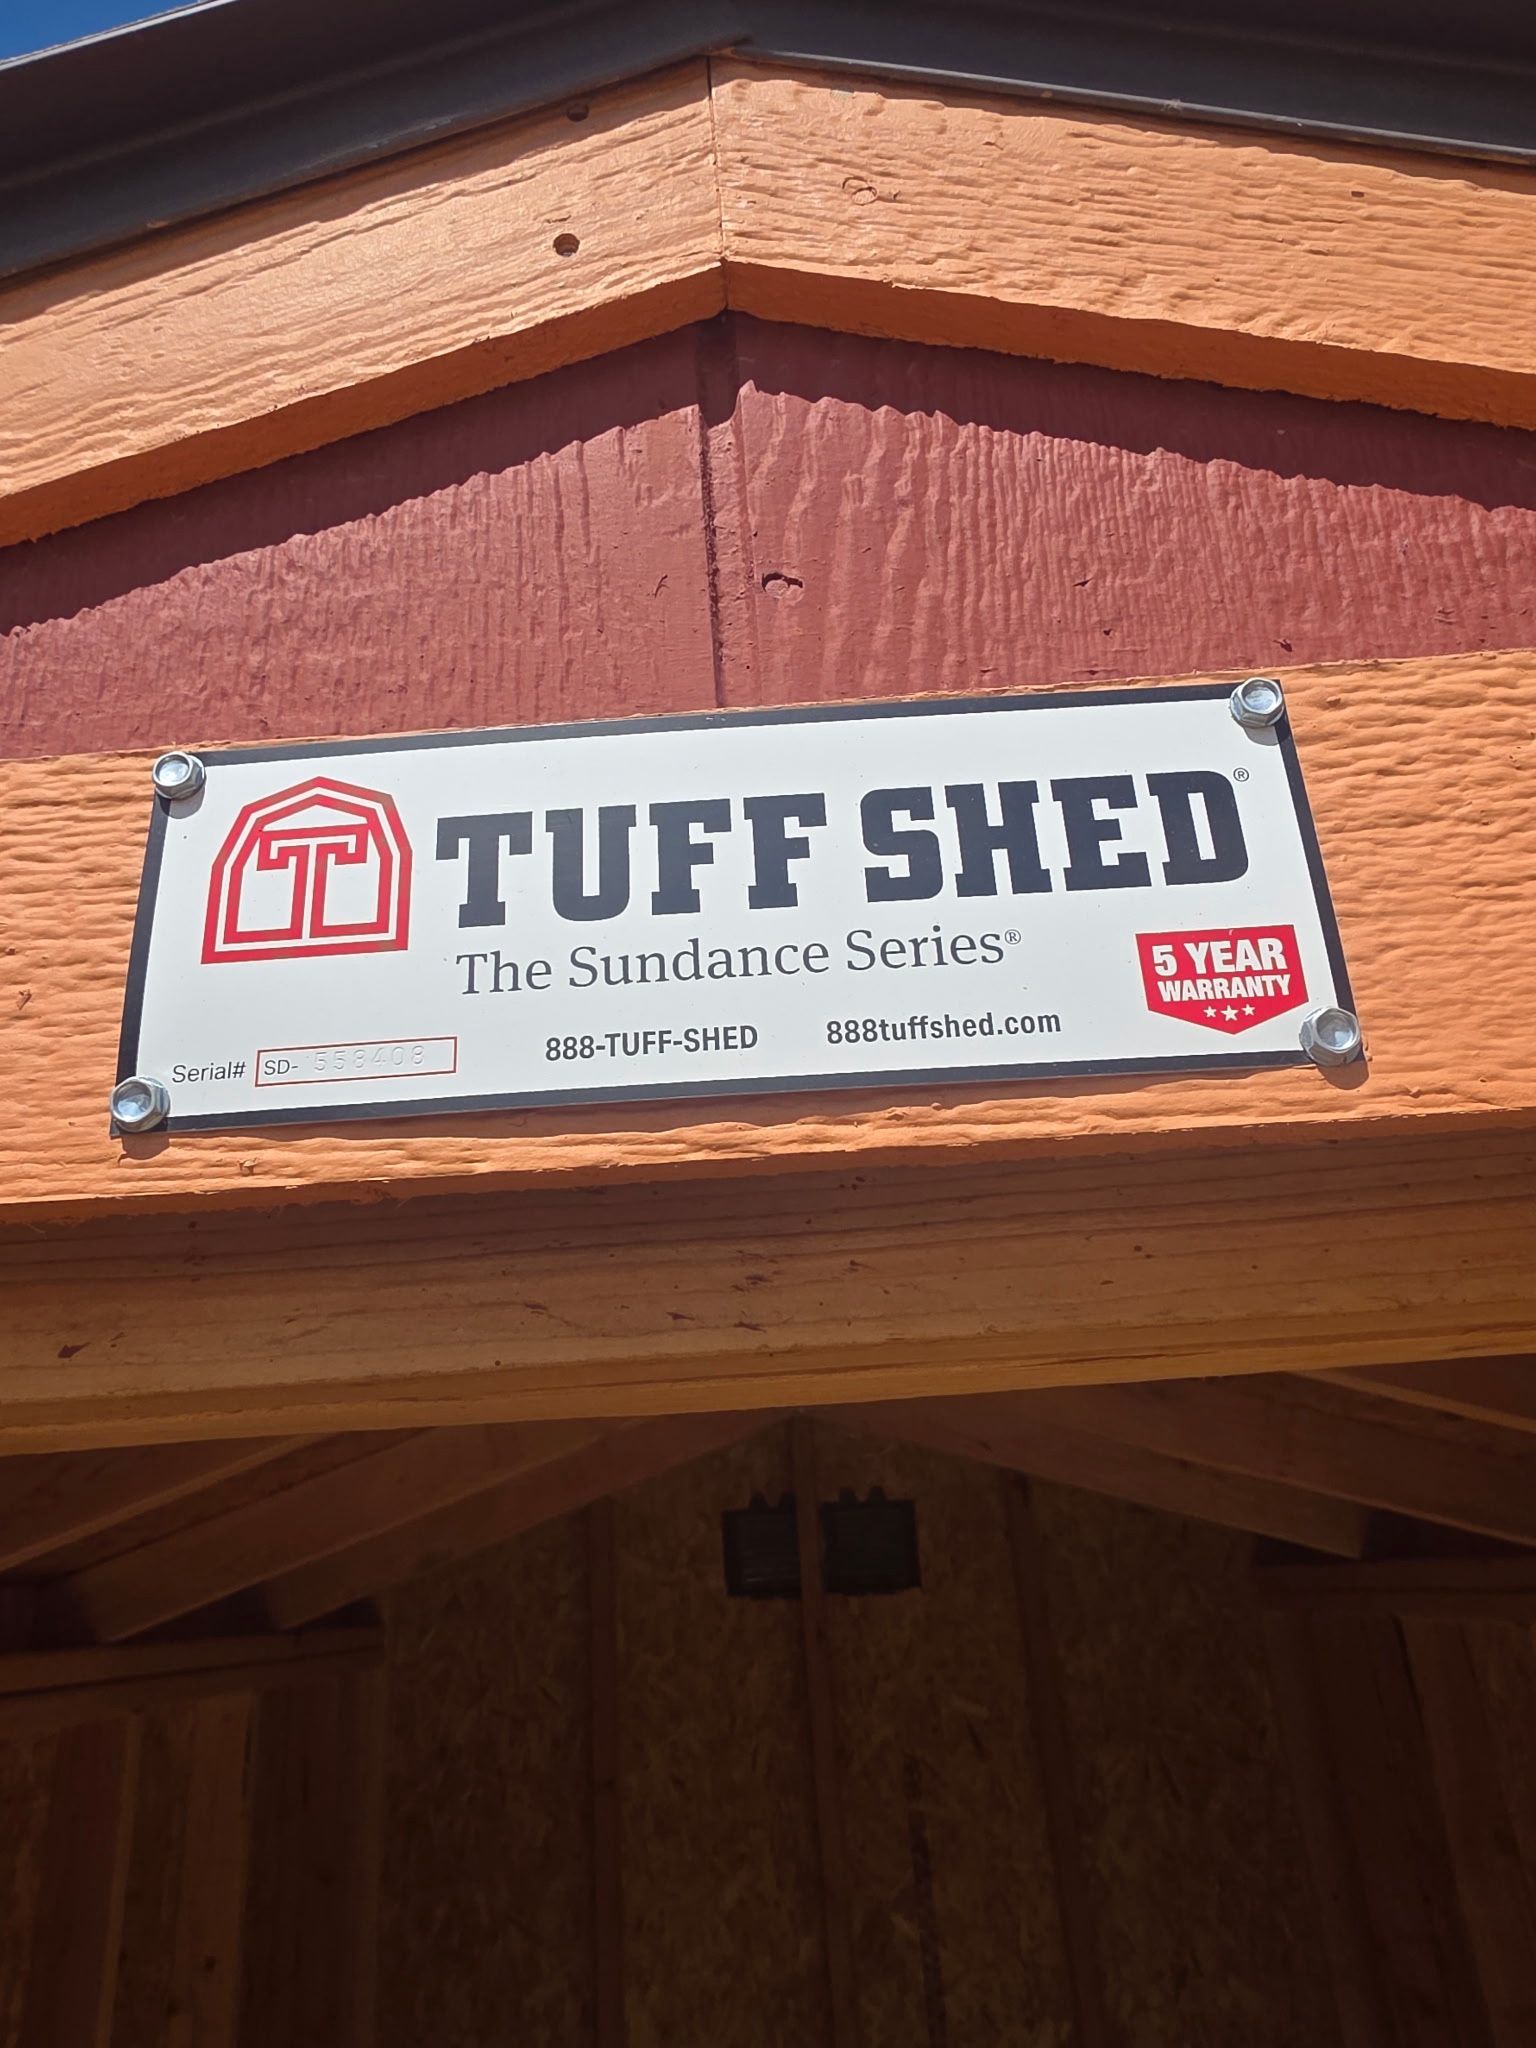 TUFF SHED®
The Sundance Series®
5 YEAR
WARRANTY
888-TUFF-SHED 888tuffshed.com
Serial# SD-558408